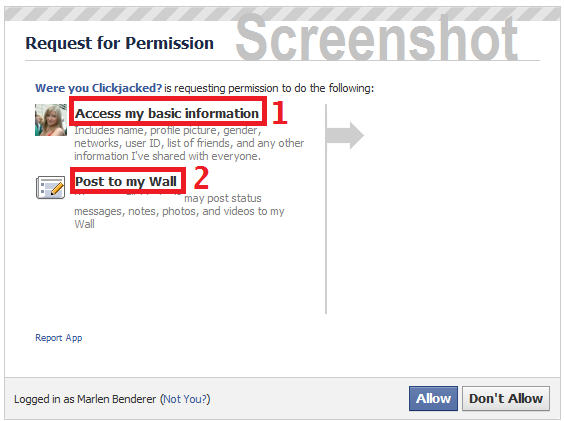 Screenshot
Request for Permission
Were you Clickjacked? is requesting permission to do the following:
Access my basic information 1
Includes name, profile picture, gender,
networks, user ID, list of friends, and any other
information I've shared with everyone.
Post to my Wall 2
may post status
messages, notes, photos, and videos to my
Wall
Report App
Logged in as Marlen Benderer (Not You?)
Allow Don't Allow